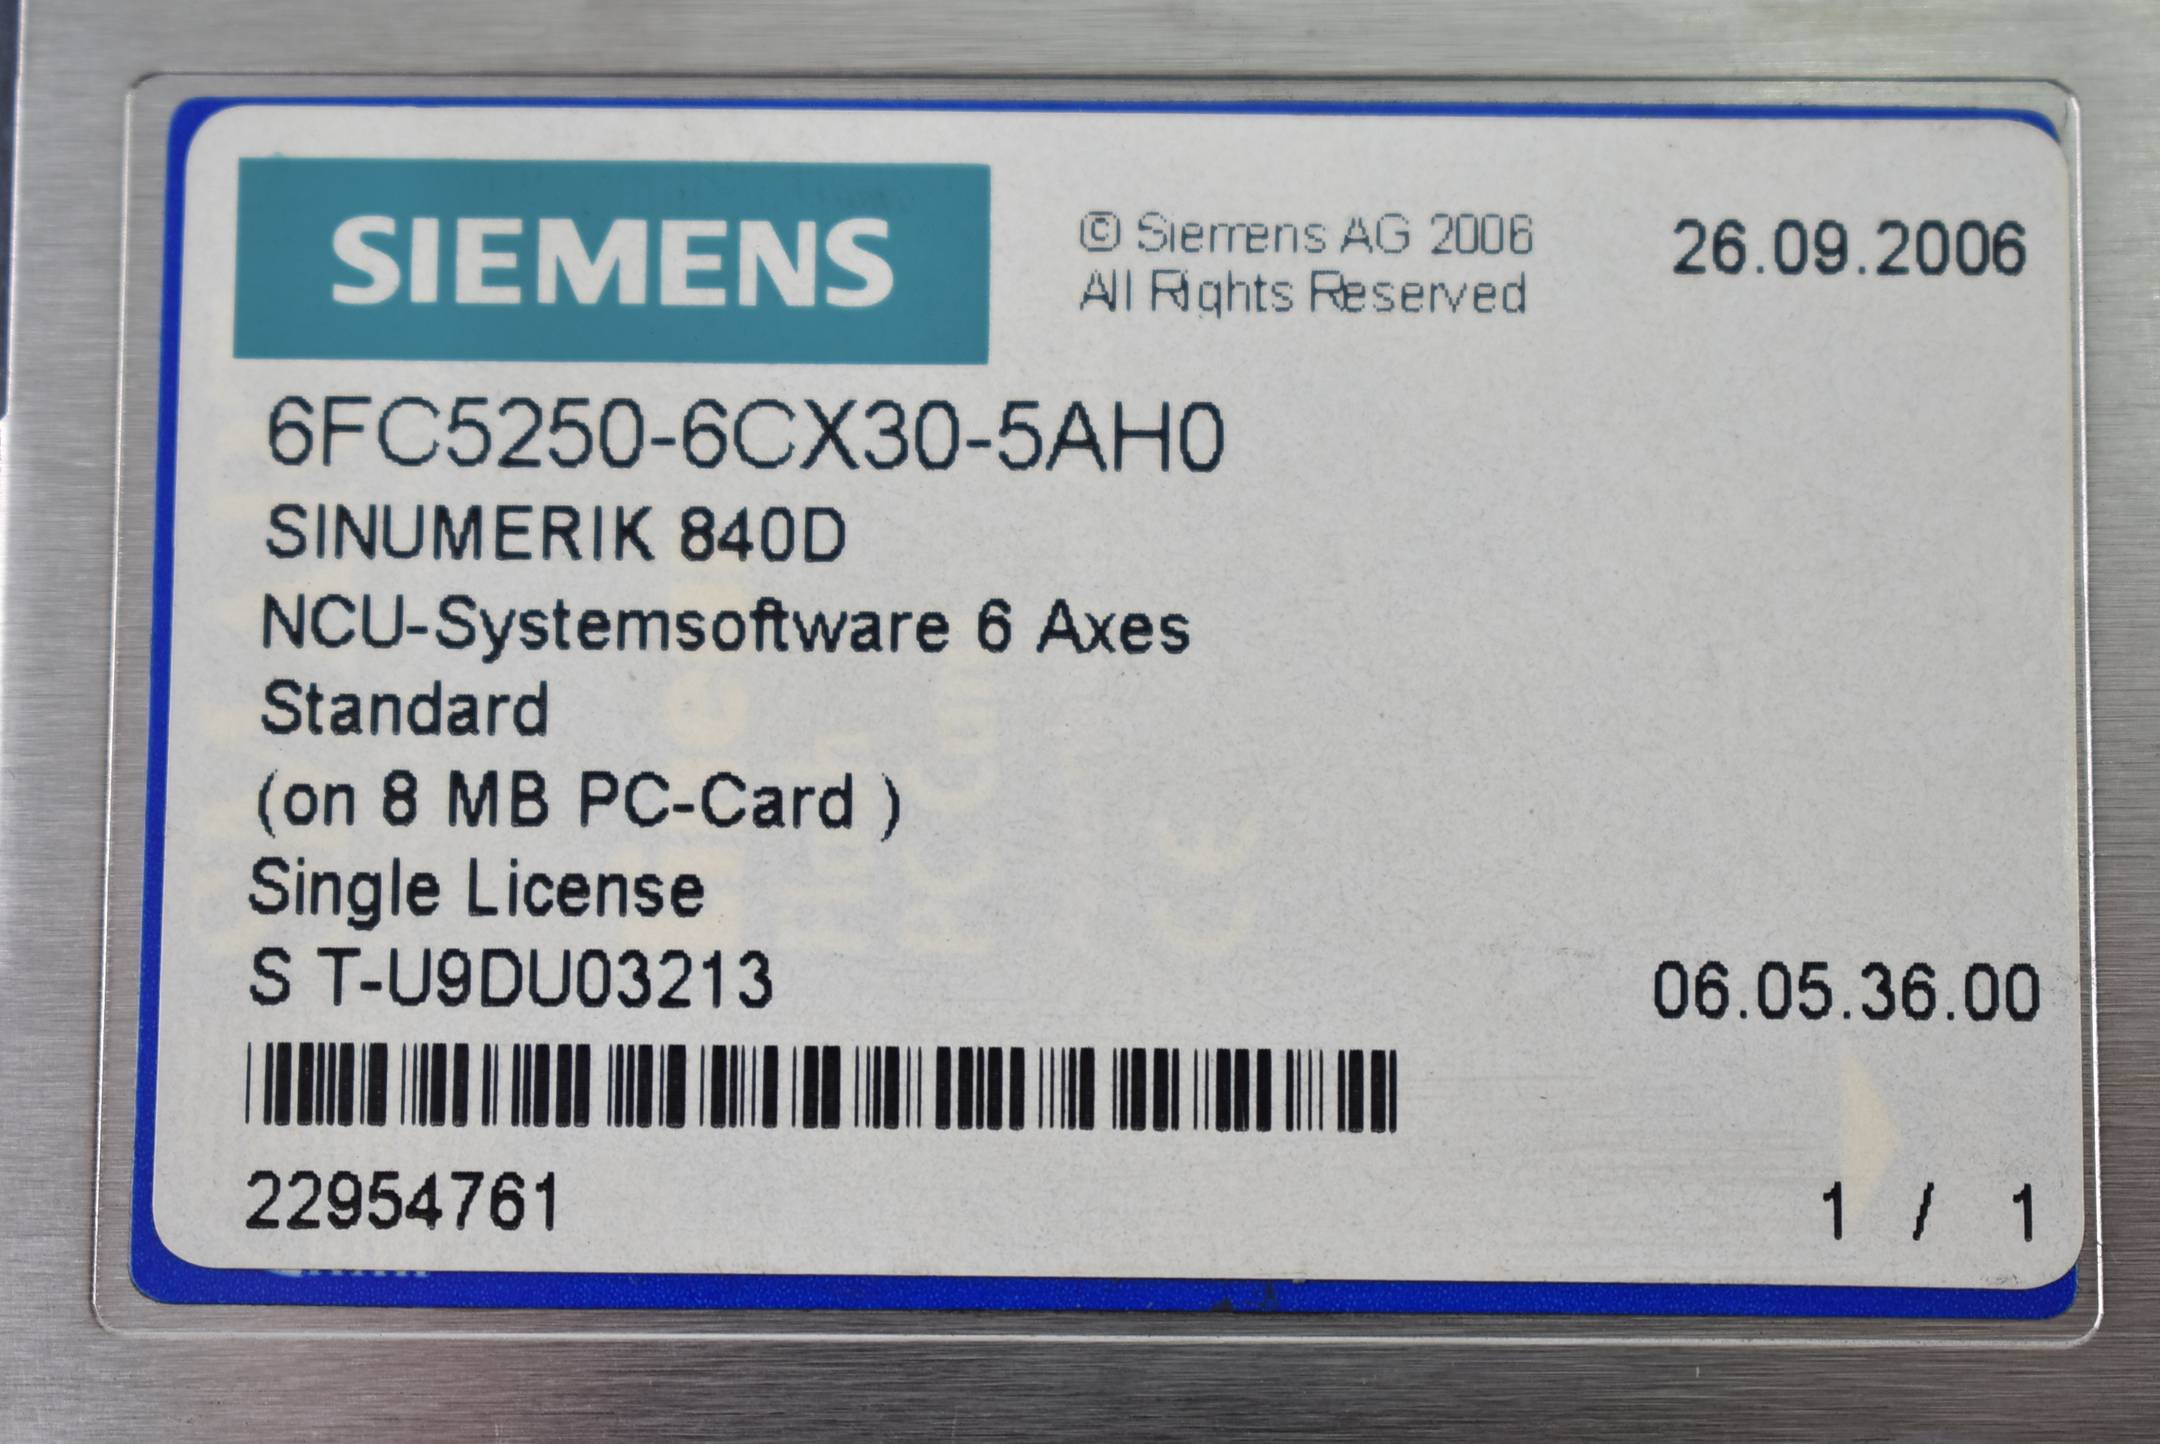 SIEMENS
© Siemens AG 2006
All Rights Reserved
26.09.2006
6FC5250-6CX30-5AH0
SINUMERIK 840D
NCU-Systemsoftware 6 Axes
Standard
(on 8 MB PC-Card )
Single License
S T-U9DU03213
06.05.36.00
22954761
1 / 1